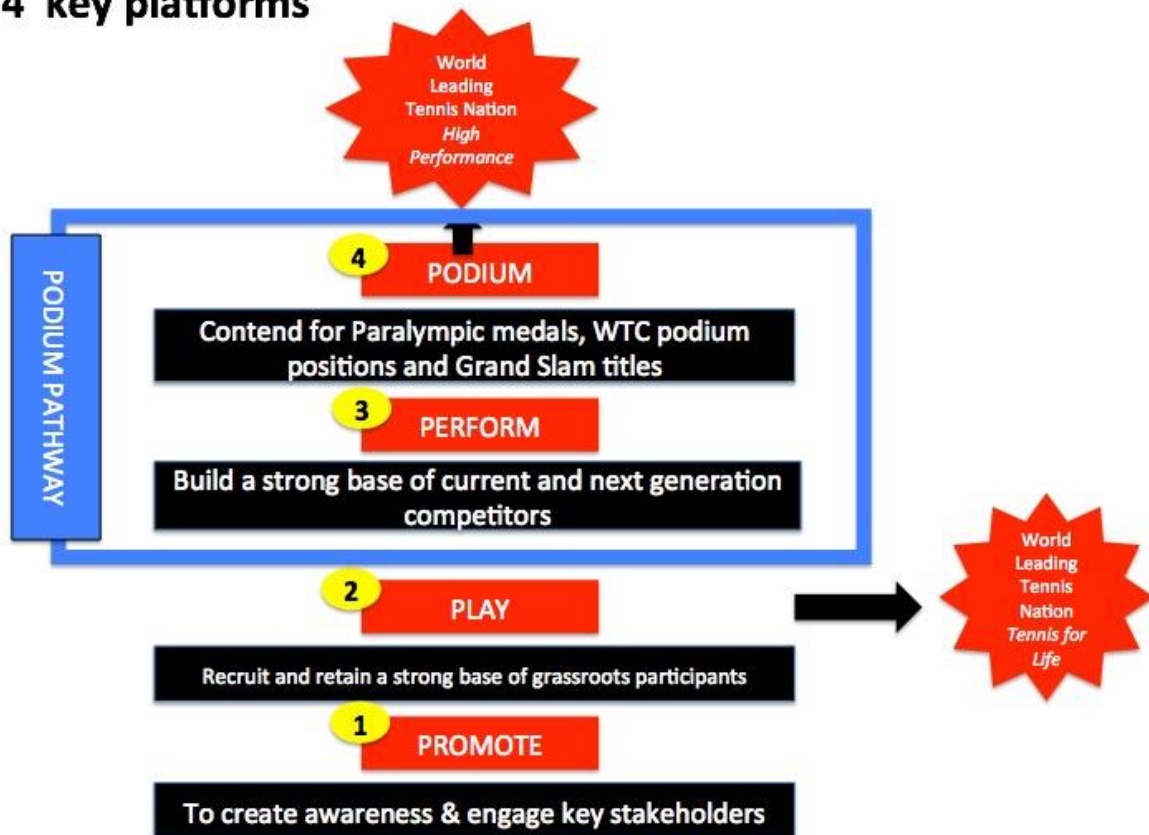 4 key platforms
World
Leading
Tennis Nation
High
Performance
PODIUM PATHWAY
4
PODIUM
Contend for Paralympic medals, WTC podium
positions and Grand Slam titles
3
PERFORM
Build a strong base of current and next generation
competitors
2
PLAY
World
Leading
Tennis
Nation
Tennis for
Life
Recruit and retain a strong base of grassroots participants
1
PROMOTE
To create awareness & engage key stakeholders